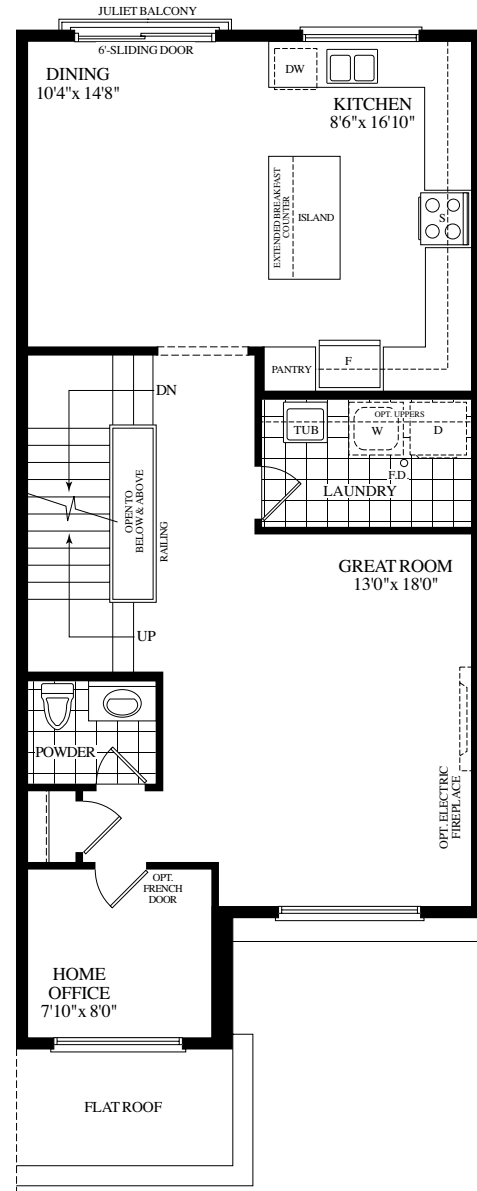 JULIET BALCONY
6'-SLIDING DOOR
DINING
10'4"x 14'8"
DW
KITCHEN
8'6"x 16'10"
EXTENDED BREAKFAST
COUNTER
ISLAND
S
PANTRY
F
DN
OPT. UPPERS
TUB
W
D
F.D
LAUNDRY
OPEN TO
BELOW & ABOVE
RAILING
GREAT ROOM
13'0"x 18'0"
UP
POWDER
OPT. ELECTRIC
FIREPLACE
OPT.
FRENCH
DOOR
HOME
OFFICE
7'10"x 8'0"
FLAT ROOF